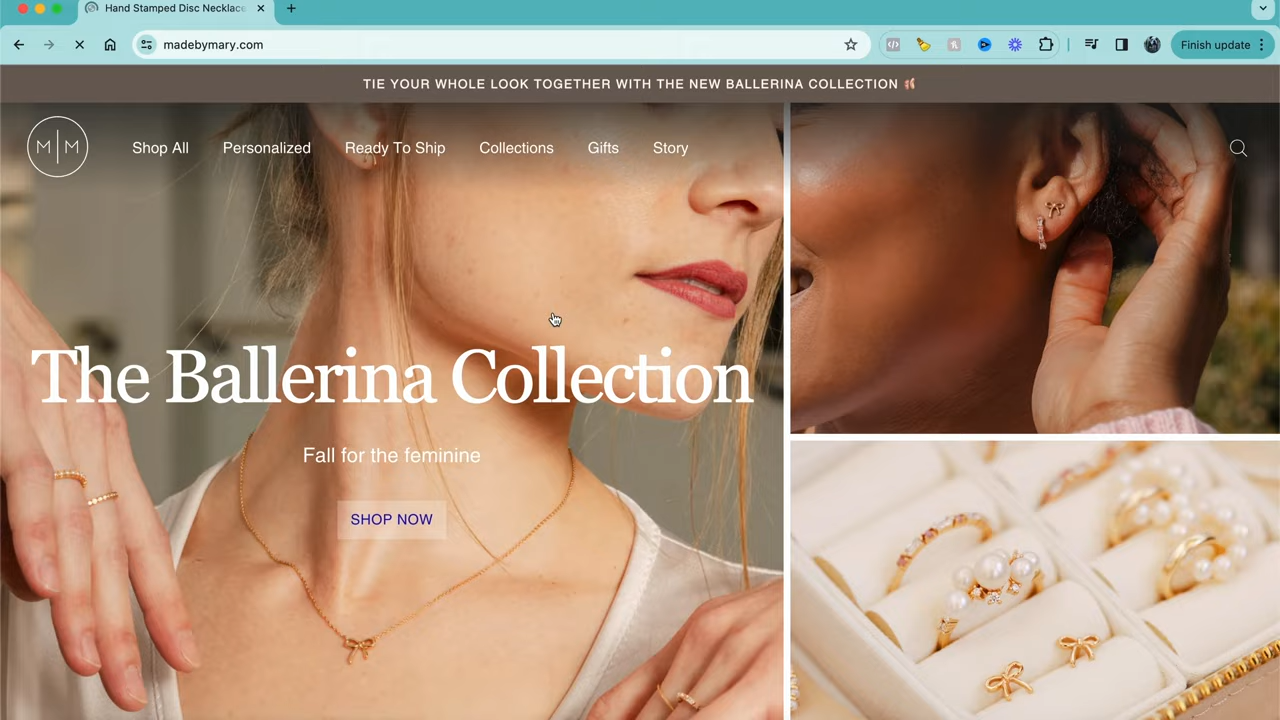 Hand Stamped Disc Necklace
madebymary.com
Finish update
TIE YOUR WHOLE LOOK TOGETHER WITH THE NEW BALLERINA COLLECTION
M M
Shop All
Personalized
Ready To Ship
Collections
Gifts
Story
The Ballerina Collection
Fall for the feminine
SHOP NOW